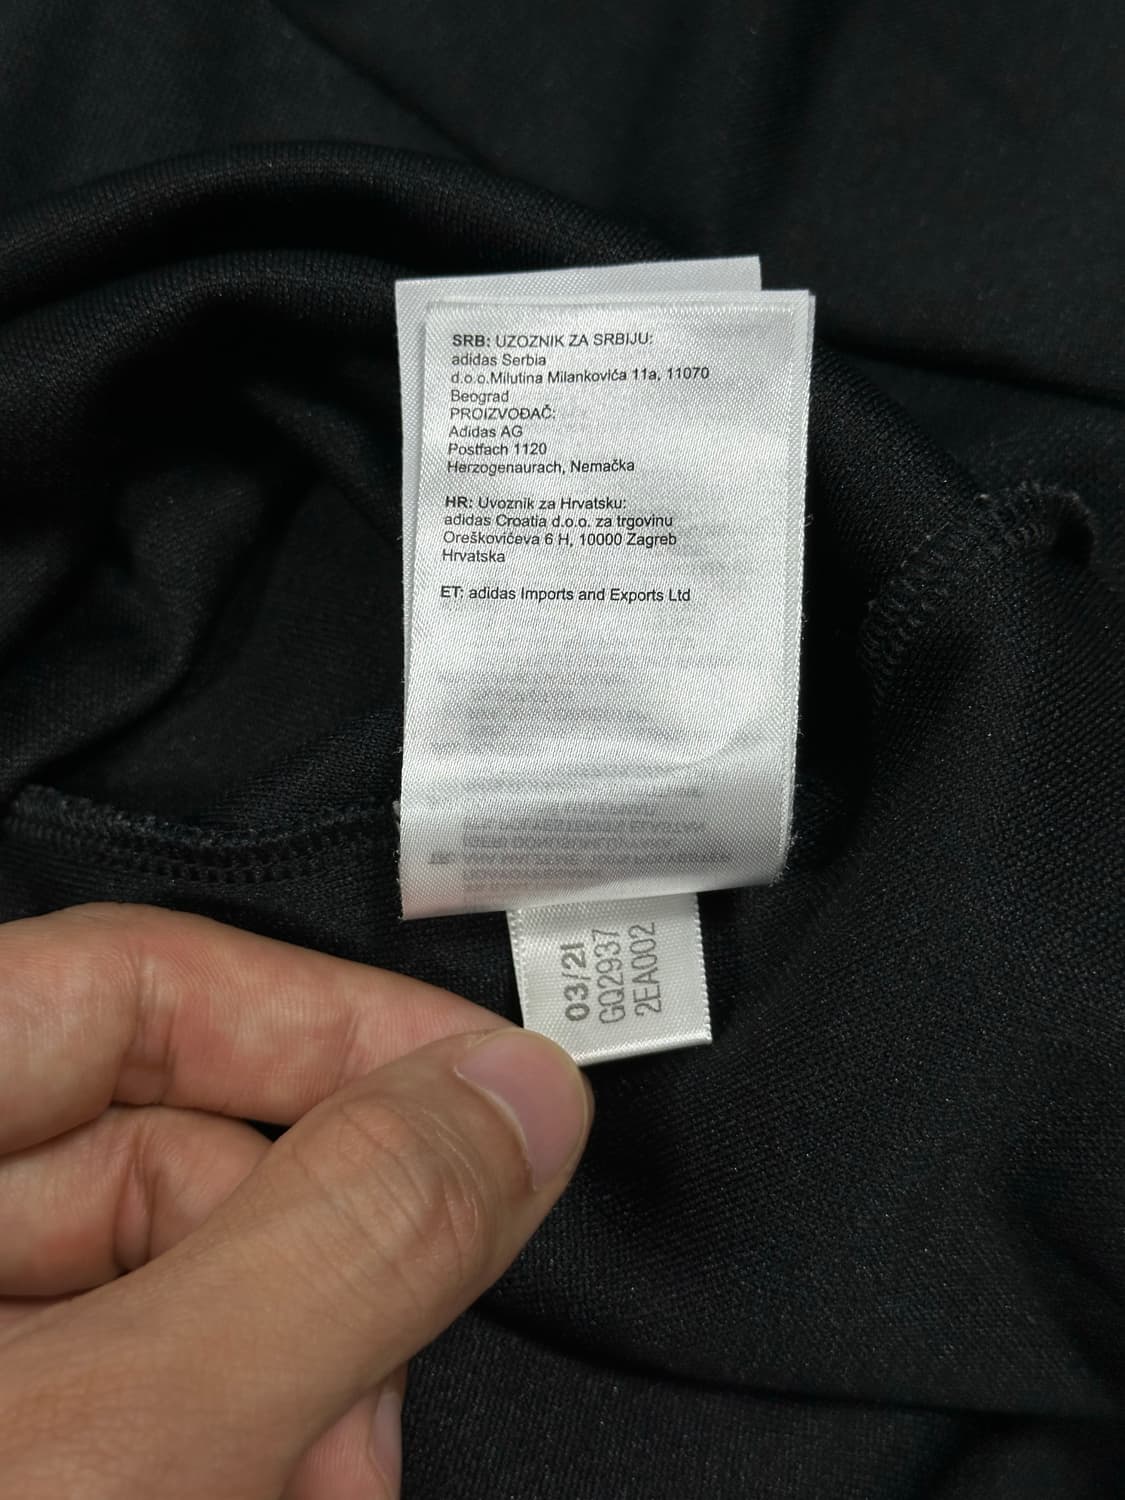 SRB: UZOZNIK ZA SRBIJU:
adidas Serbia
d.o.o.Milutina Milankovića 11a, 11070
Beograd
PROIZVOĐAČ:
Adidas AG
Postfach 1120
Herzogenaurach, Nemačka
HR: Uvoznik za Hrvatsku:
adidas Croatia d.o.o. za trgovinu
Oreškovićeva 6 H, 10000 Zagreb
Hrvatska
ET: adidas Imports and Exports Ltd
03/21
GQ2937
2EA002